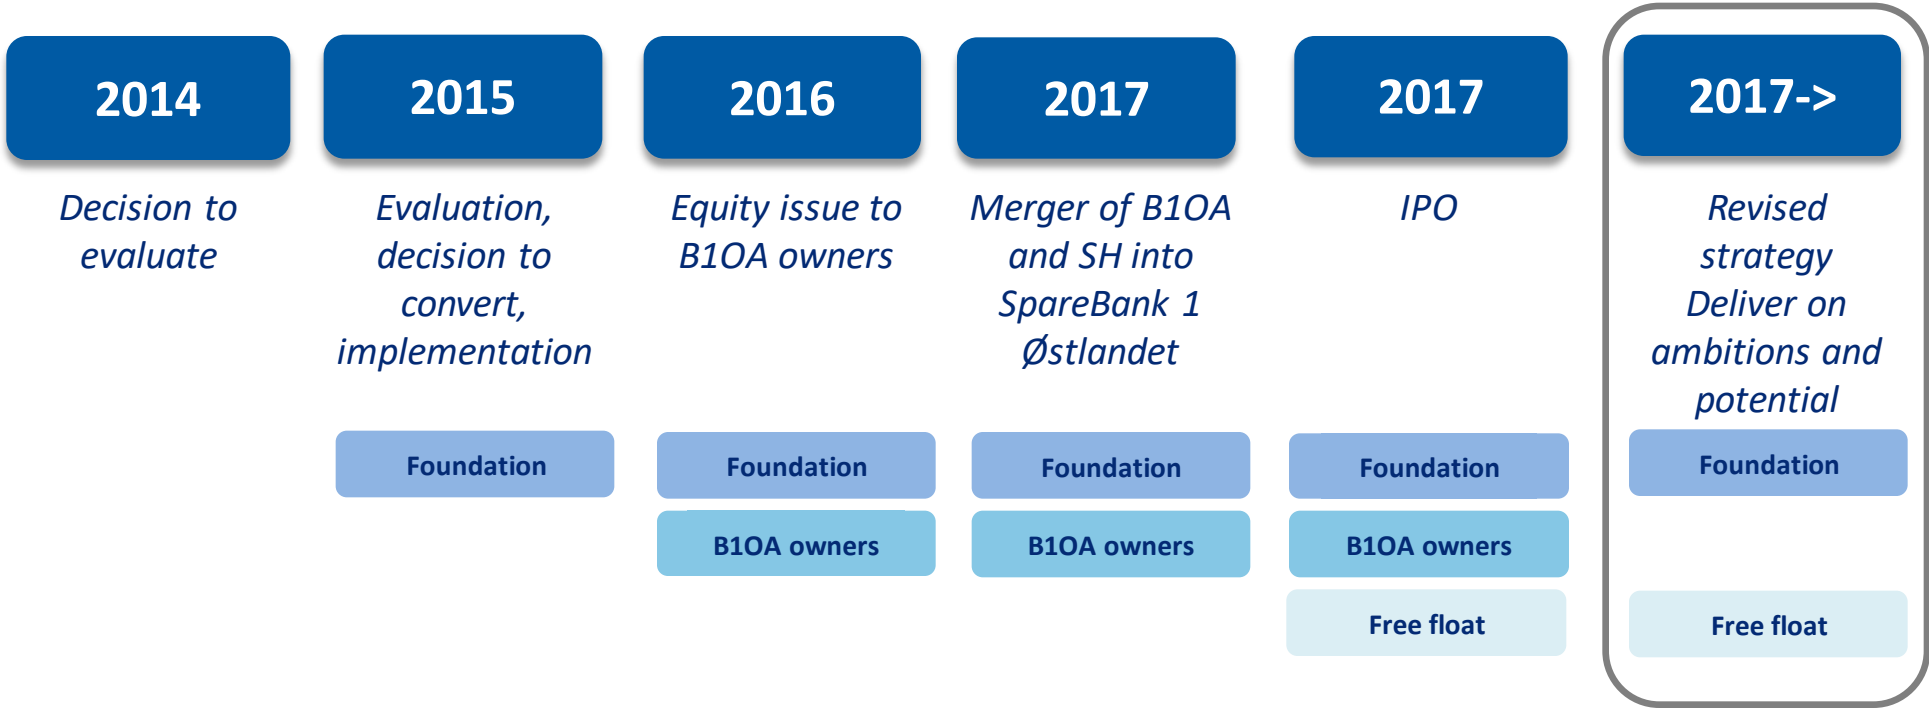 2014
Decision to
evaluate
2015
Evaluation,
decision to
convert,
implementation
Foundation
2016
Equity issue to
B1OA owners
Foundation
B1OA owners
2017
Merger of B1OA
and SH into
SpareBank 1
Østlandet
Foundation
B1OA owners
2017
IPO
Foundation
B1OA owners
Free float
2017->
Revised
strategy
Deliver on
ambitions and
potential
Foundation
Free float